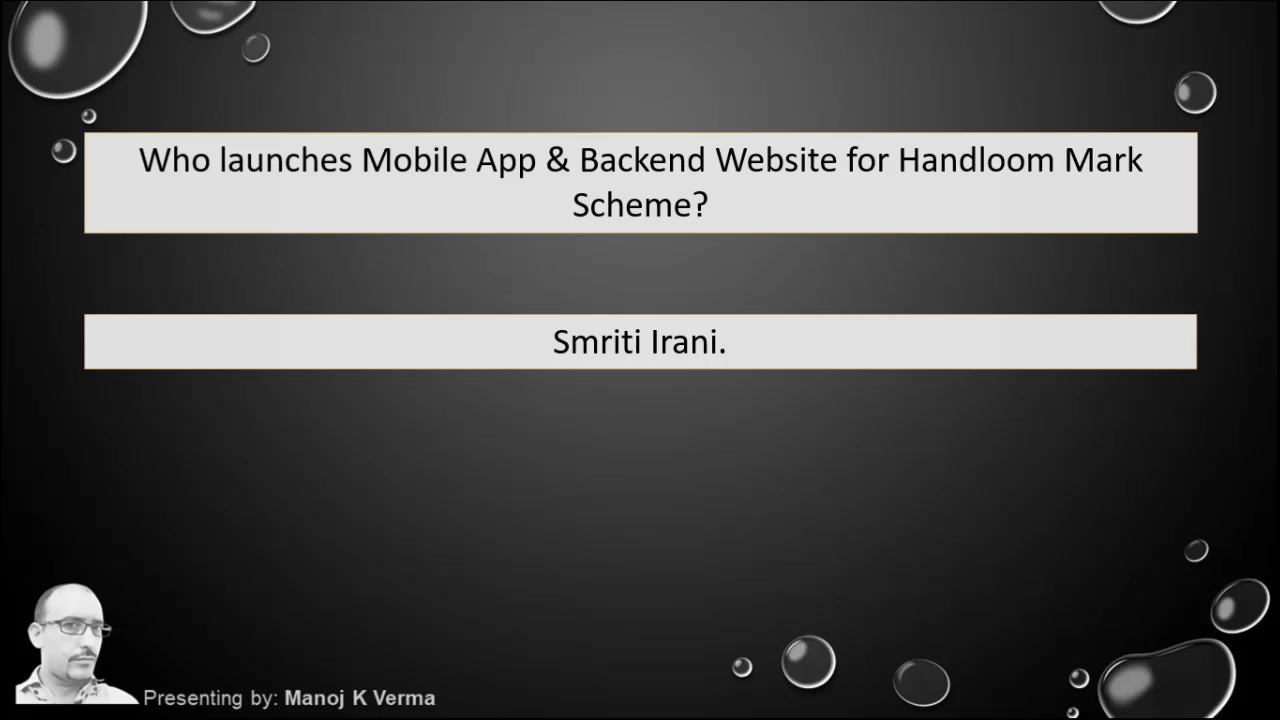 Who launches Mobile App & Backend Website for Handloom Mark
Scheme?
Smriti Irani.
Presenting by: Manoj K Verma